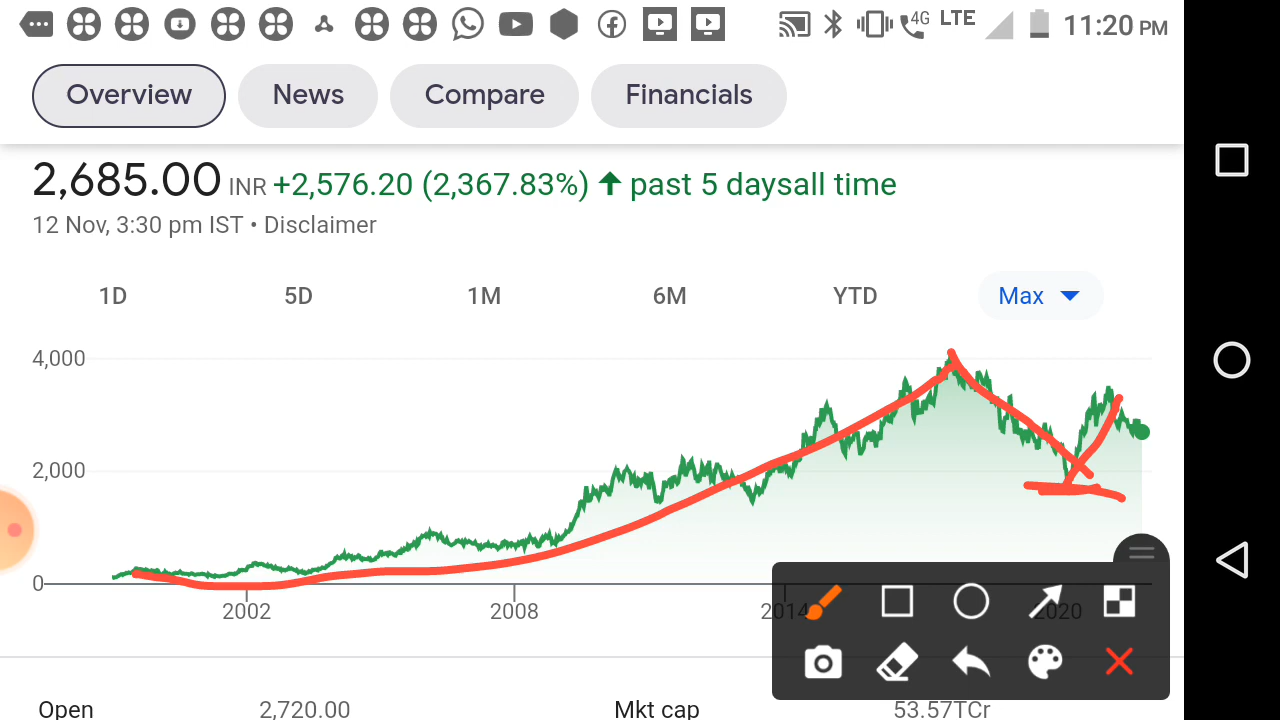 4G LTE 11:20 PM
Overview News Compare Financials
2,685.00 INR +2,576.20 (2,367.83%) ↑ past 5 daysall time
12 Nov, 3:30 pm IST • Disclaimer
1D 5D 1M 6M YTD Max
4,000
2,000
0
2002 2008 2014 2020
Open 2,720.00 Mkt cap 53.57TCr